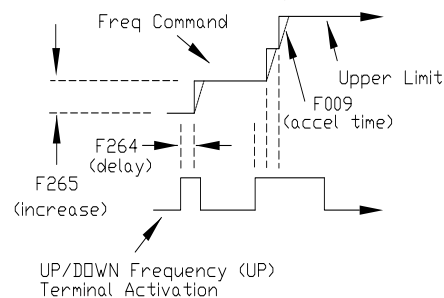 Freq Command
Upper Limit
F009
(accel time)
F264
(delay)
F265
(increase)
UP/DOWN Frequency (UP)
Terminal Activation